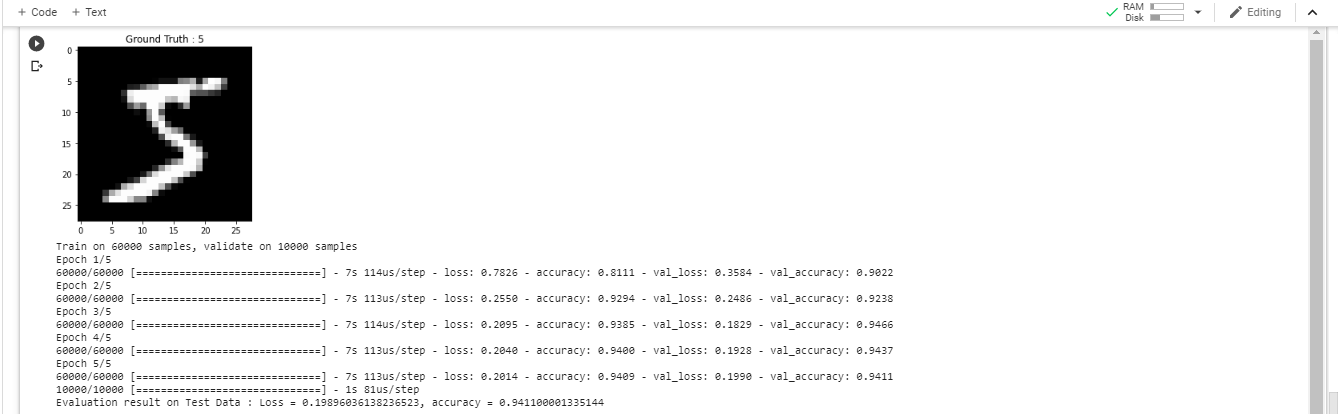 + Code + Text
RAM
Disk
Editing
Ground Truth : 5
0
5
10
15
20
25
0 5 10 15 20 25
Train on 60000 samples, validate on 10000 samples
Epoch 1/5
60000/60000 [==============================] - 7s 114us/step - loss: 0.7826 - accuracy: 0.8111 - val_loss: 0.3584 - val_accuracy: 0.9022
Epoch 2/5
60000/60000 [==============================] - 7s 113us/step - loss: 0.2550 - accuracy: 0.9294 - val_loss: 0.2486 - val_accuracy: 0.9238
Epoch 3/5
60000/60000 [==============================] - 7s 114us/step - loss: 0.2095 - accuracy: 0.9385 - val_loss: 0.1829 - val_accuracy: 0.9466
Epoch 4/5
60000/60000 [==============================] - 7s 113us/step - loss: 0.2040 - accuracy: 0.9400 - val_loss: 0.1928 - val_accuracy: 0.9437
Epoch 5/5
60000/60000 [==============================] - 7s 113us/step - loss: 0.2014 - accuracy: 0.9409 - val_loss: 0.1990 - val_accuracy: 0.9411
10000/10000 [==============================] - 1s 81us/step
Evaluation result on Test Data : Loss = 0.19896036138236523, accuracy = 0.941100001335144